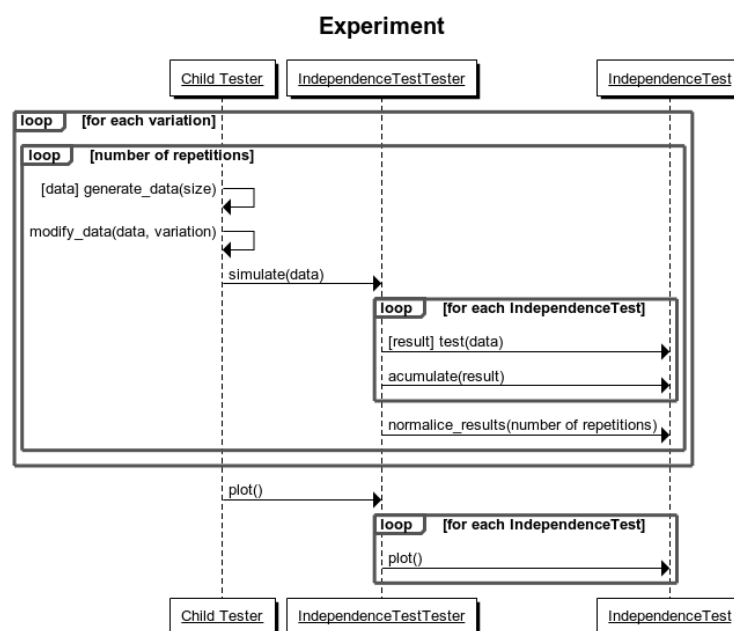 Experiment
Child Tester IndependenceTestTester IndependenceTest
loop [for each variation]
loop [number of repetitions]
[data] generate_data(size)
modify_data(data, variation)
simulate(data)
loop [for each IndependenceTest]
[result] test(data)
acumulate(result)
normalice_results(number of repetitions)
plot()
loop [for each IndependenceTest]
plot()
Child Tester IndependenceTestTester IndependenceTest